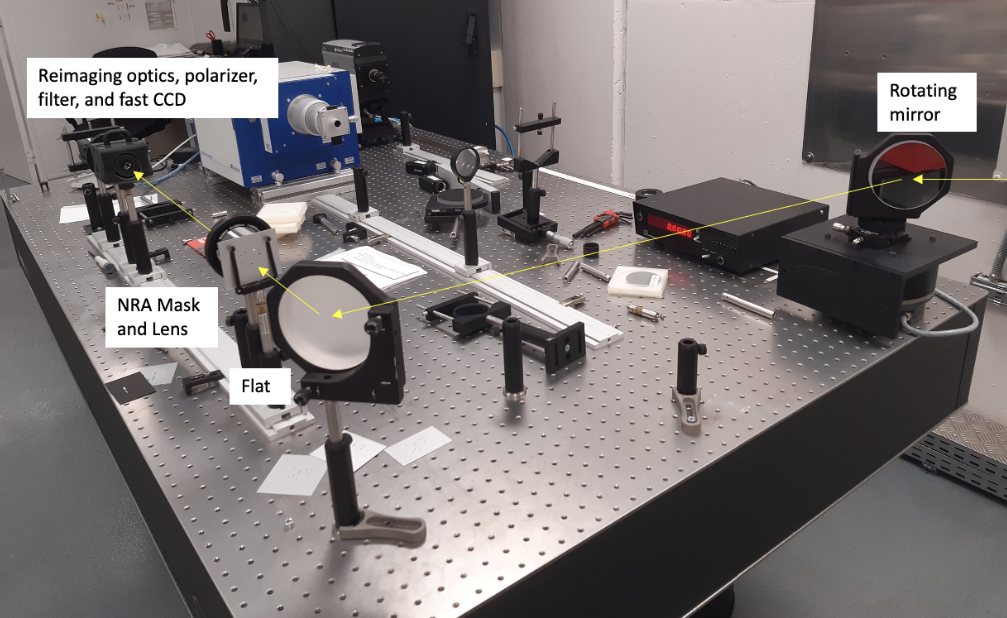 Reimaging optics, polarizer,
filter, and fast CCD
Rotating
mirror
NRA Mask
and Lens
Flat